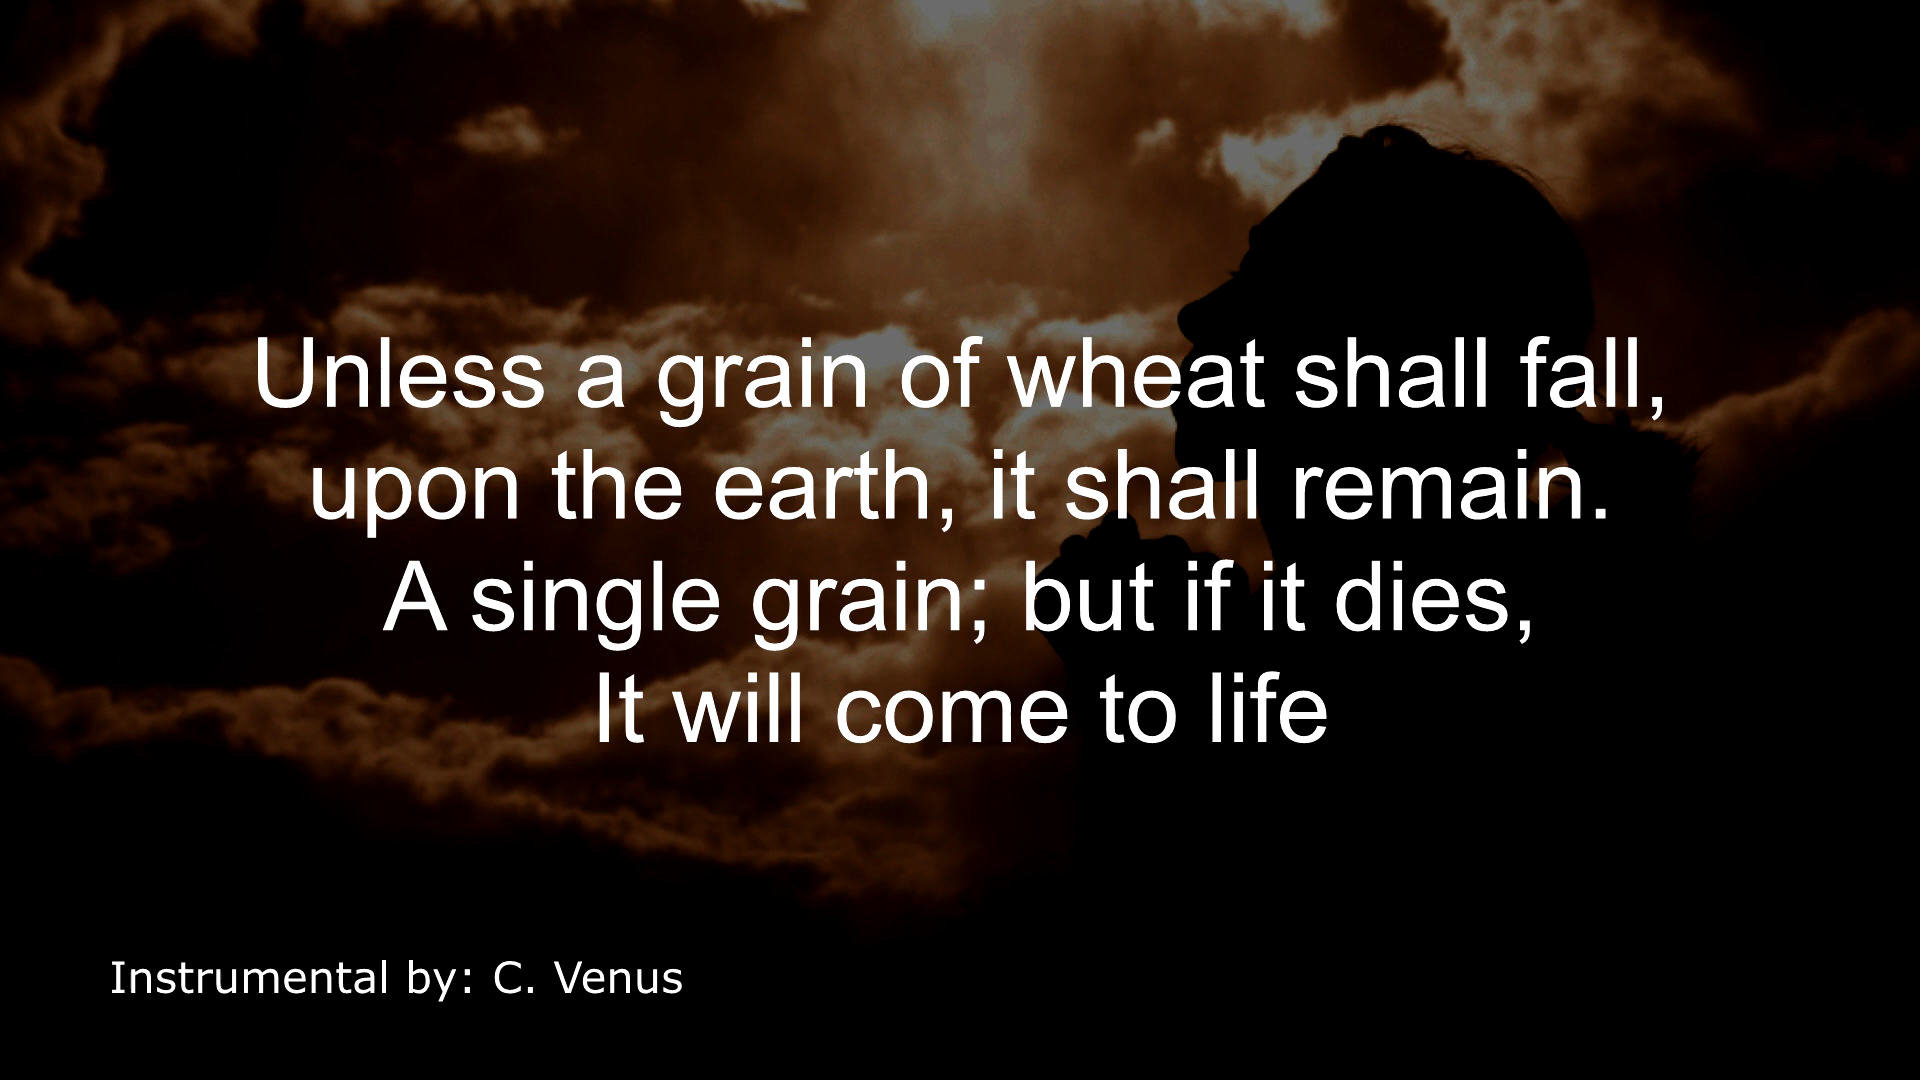 Unless a grain of wheat shall fall,
upon the earth, it shall remain.
A single grain; but if it dies,
It will come to life
Instrumental by: C. Venus